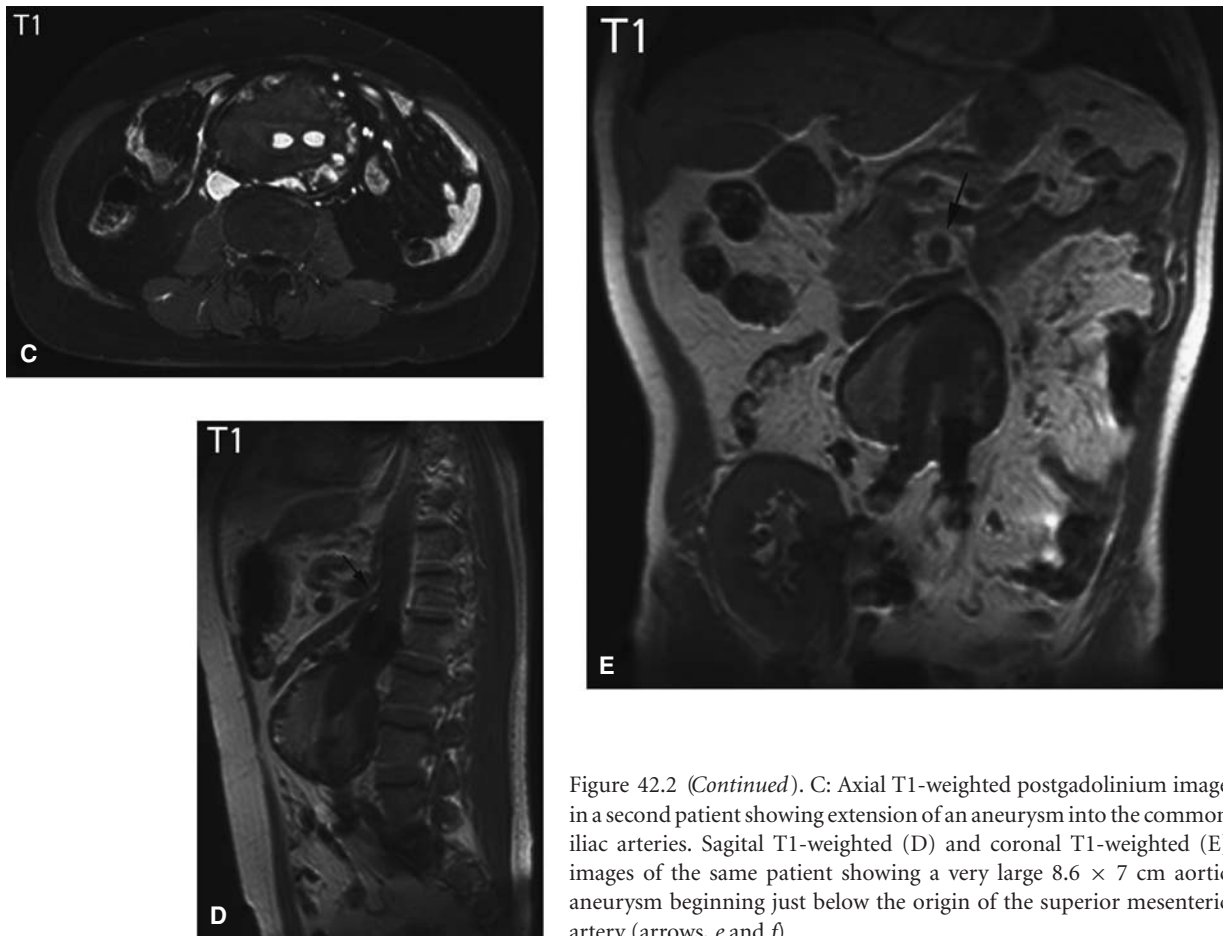 T1
C
T1
D
T1
E
Figure 42.2 (Continued). C: Axial T1-weighted postgadolinium image
in a second patient showing extension of an aneurysm into the common
iliac arteries. Sagital T1-weighted (D) and coronal T1-weighted (E)
images of the same patient showing a very large 8.6 × 7 cm aortic
aneurysm beginning just below the origin of the superior mesenteric
artery (arrows, e and f).